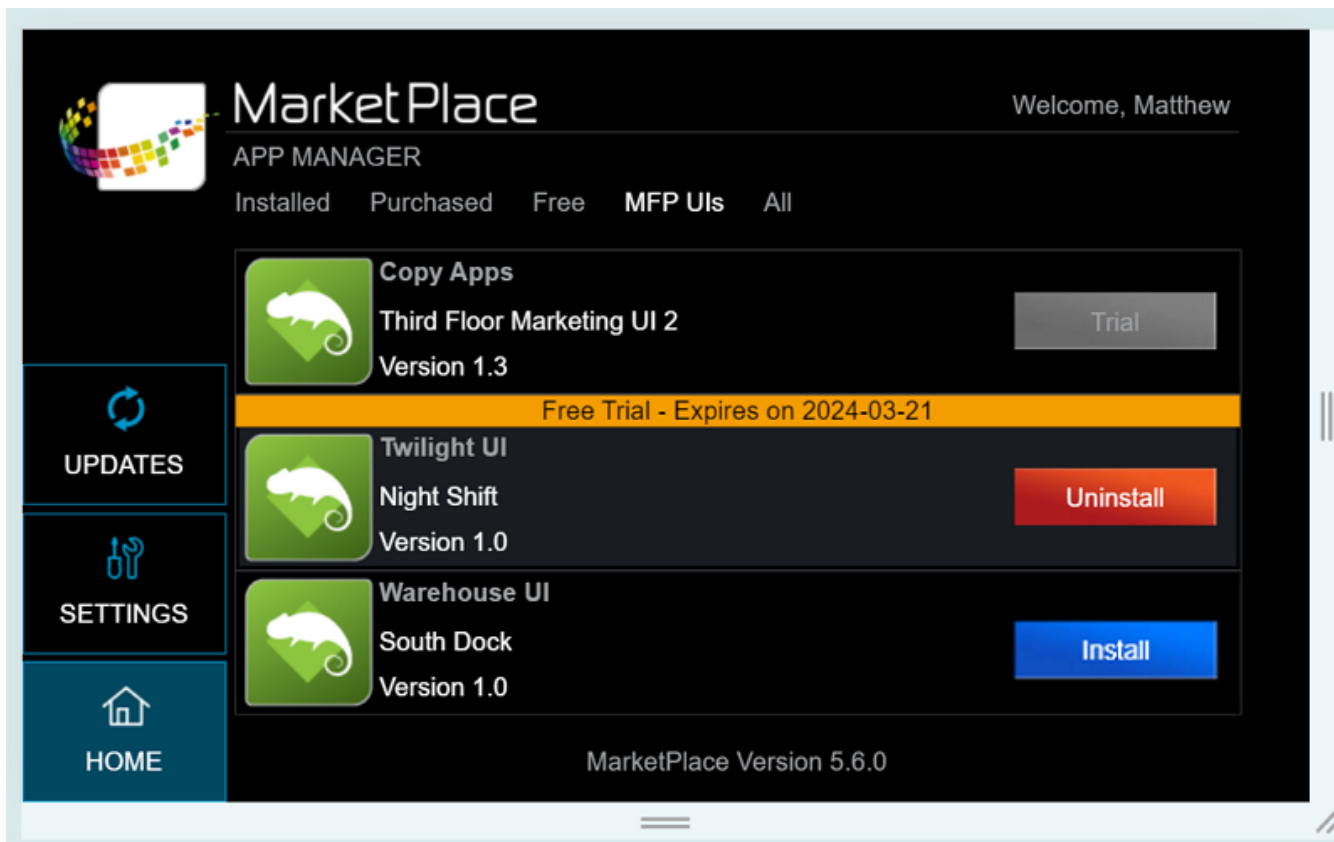 MarketPlace
Welcome, Matthew
APP MANAGER
Installed Purchased Free MFP UIs All
Copy Apps
Third Floor Marketing UI 2
Version 1.3
Trial
Free Trial - Expires on 2024-03-21
Twilight UI
Night Shift
Version 1.0
Uninstall
Warehouse UI
South Dock
Version 1.0
Install
UPDATES
SETTINGS
HOME
MarketPlace Version 5.6.0